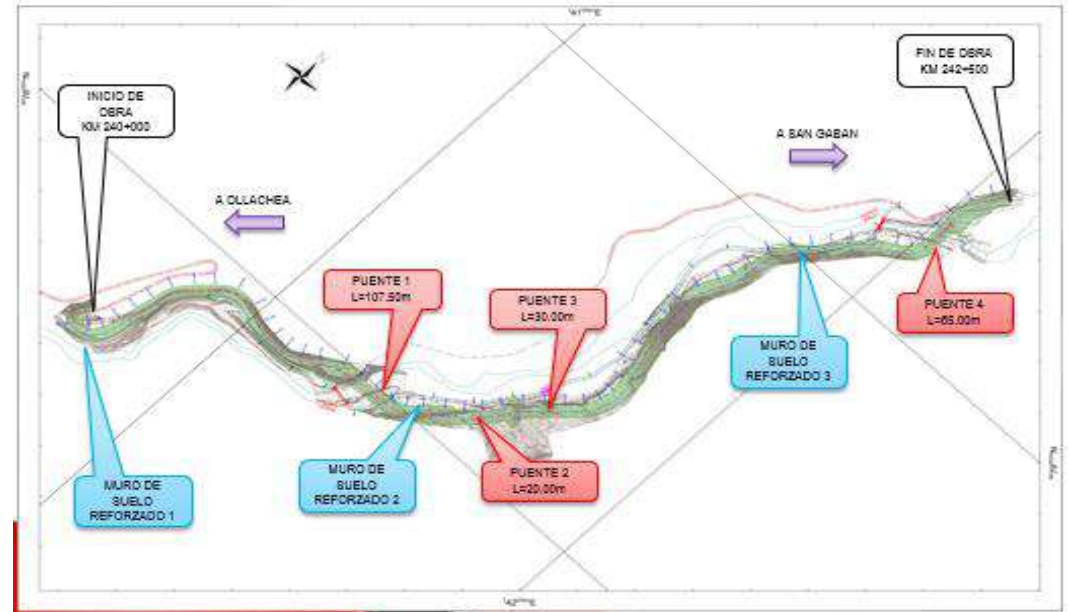 INICIO DE
OBRA
KM 240+000
FIN DE OBRA
KM 242+500
A SAN GABAN
A OLLACHEA
PUENTE 1
L=107.50m
PUENTE 3
L=30.00m
PUENTE 4
L=65.00m
MURO DE
SUELO
REFORZADO 3
MURO DE
SUELO
REFORZADO 2
PUENTE 2
L=20.00m
MURO DE
SUELO
REFORZADO 1